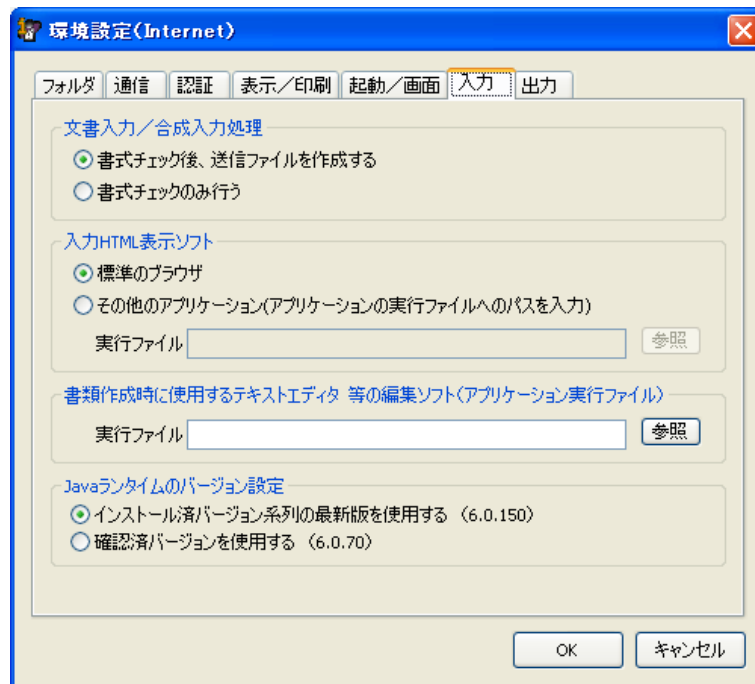 環境設定(Internet)
フォルダ 通信 認証 表示／印刷 起動／画面 入力 出力
文書入力／合成入力処理
書式チェック後、送信ファイルを作成する
書式チェックのみ行う
入力HTML表示ソフト
標準のブラウザ
その他のアプリケーション(アプリケーションの実行ファイルへのパスを入力)
実行ファイル 参照
書類作成時に使用するテキストエディタ 等の編集ソフト(アプリケーション実行ファイル)
実行ファイル 参照
Javaランタイムのバージョン設定
インストール済バージョン系列の最新版を使用する (6.0.150)
確認済バージョンを使用する (6.0.70)
OK キャンセル